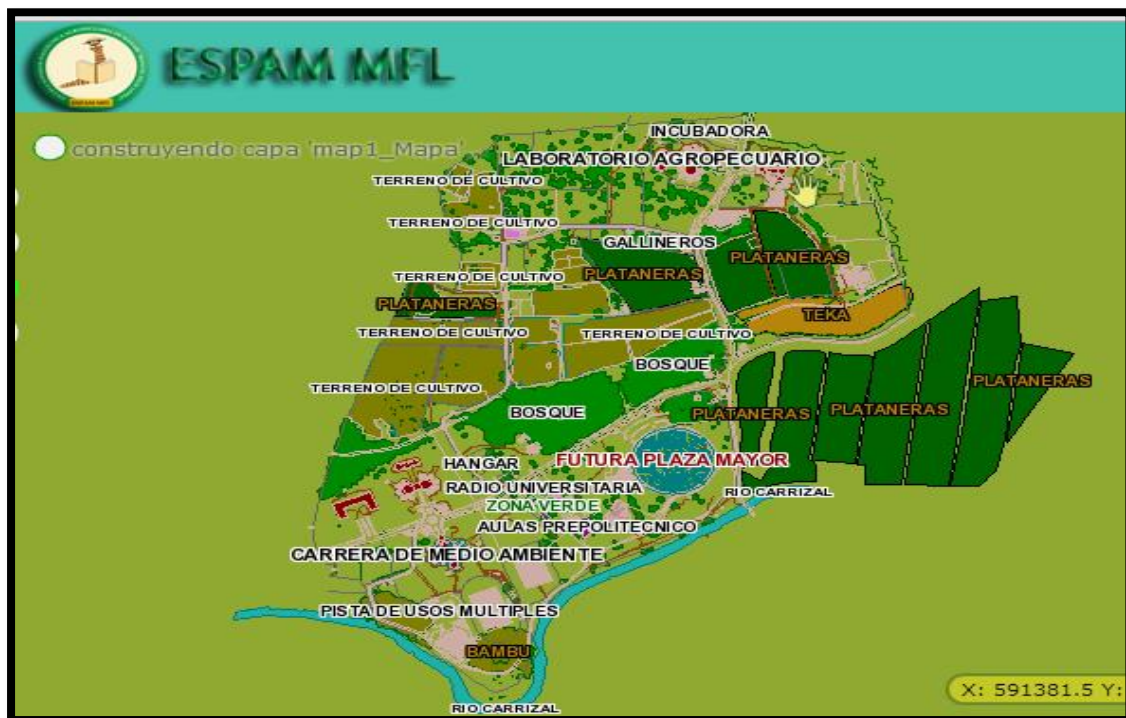 ESPAM MFL
ESPAM MFL
construyendo capa 'map1_Mapa'
INCUBADORA
LABORATORIO AGROPECUARIO
TERRENO DE CULTIVO
TERRENO DE CULTIVO
GALLINEROS
PLATANERAS
TERRENO DE CULTIVO
PLATANERAS
PLATANERAS
TEKA
TERRENO DE CULTIVO
TERRENO DE CULTIVO
BOSQUE
TERRENO DE CULTIVO
PLATANERAS
BOSQUE
PLATANERAS
PLATANERAS
HANGAR
FUTURA PLAZA MAYOR
RADIO UNIVERSITARIA
RIO CARRIZAL
ZONA VERDE
AULAS PREPOLITECNICO
CARRERA DE MEDIO AMBIENTE
PISTA DE USOS MULTIPLES
BAMBU
X: 591381.5 Y:
RIO CARRIZAL